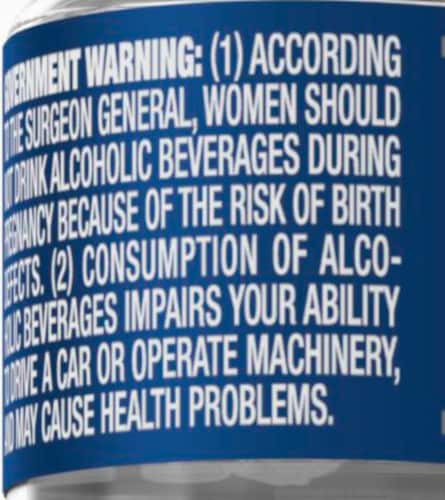 VERNMENT WARNING: (1) ACCORDING
THE SURGEON GENERAL, WOMEN SHOULD
DRINK ALCOHOLIC BEVERAGES DURING
BECAUSE OF THE RISK OF BIRTH
(2) CONSUMPTION OF ALCO-
BEVERAGES IMPAIRS YOUR ABILITY
DRIVE A CAR OR OPERATE MACHINERY,
MAY CAUSE HEALTH PROBLEMS.